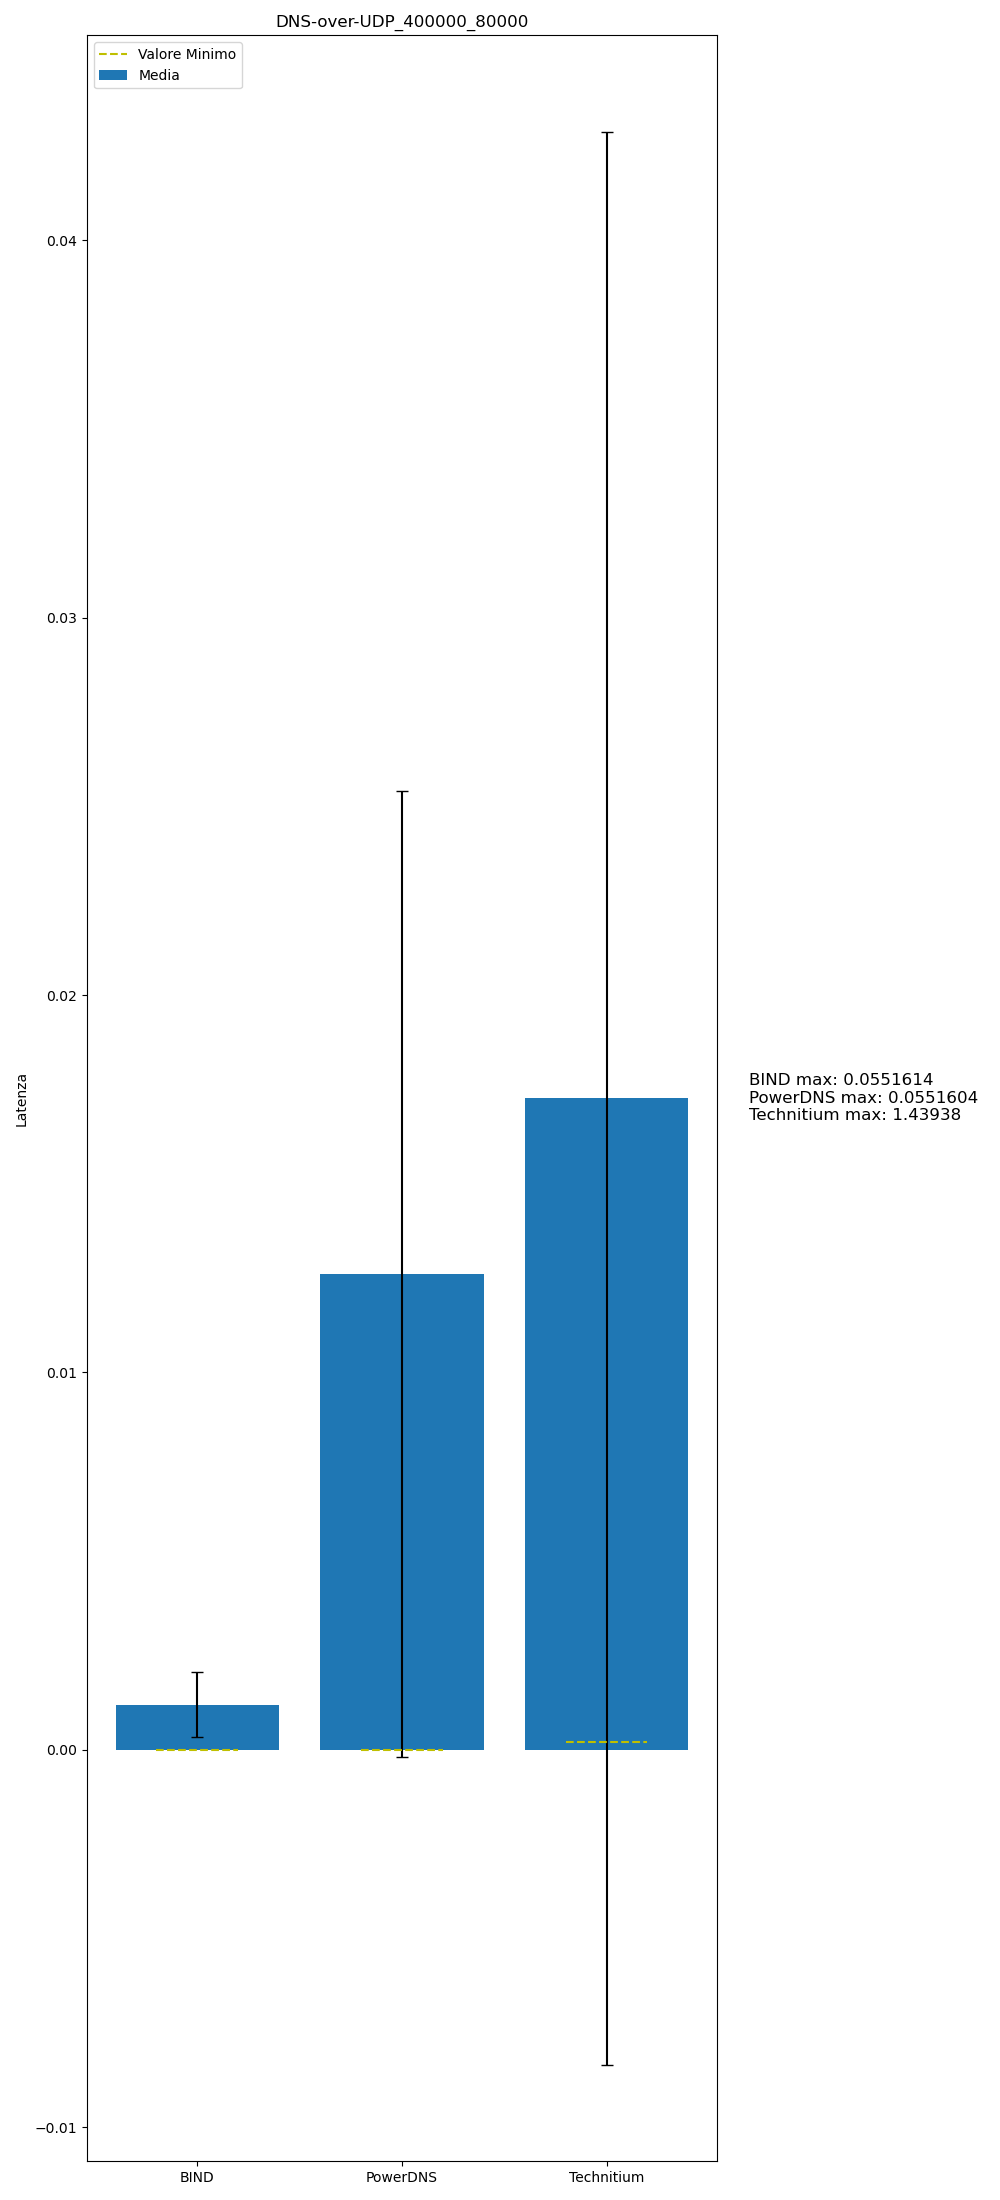 DNS-over-UDP_400000_80000
Valore Minimo
Media
0.04
0.03
0.02
0.01
0.00
−0.01
Latenza
BIND max: 0.0551614
PowerDNS max: 0.0551604
Technitium max: 1.43938
BIND
PowerDNS
Technitium